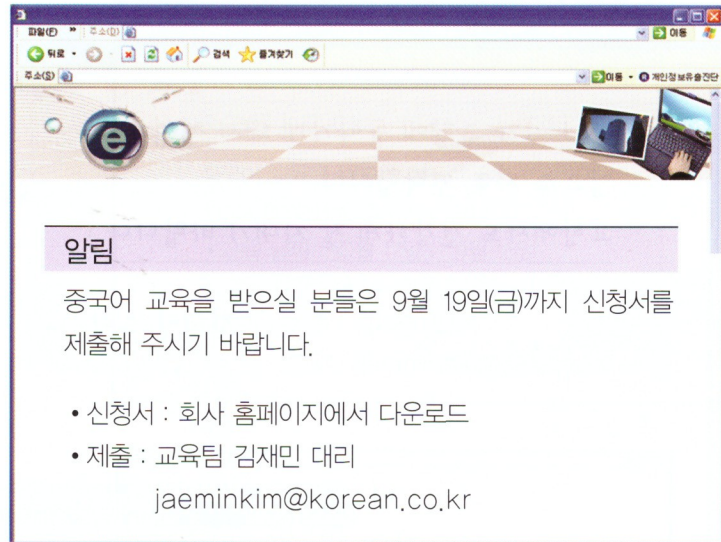 파일(F) » 주소(D) 이동
뒤로 검색 즐겨찾기
주소(S) 이동 개인정보유출진단
e
알림
중국어 교육을 받으실 분들은 9월 19일(금)까지 신청서를
제출해 주시기 바랍니다.
• 신청서 : 회사 홈페이지에서 다운로드
• 제출 : 교육팀 김재민 대리
jaeminkim@korean.co.kr